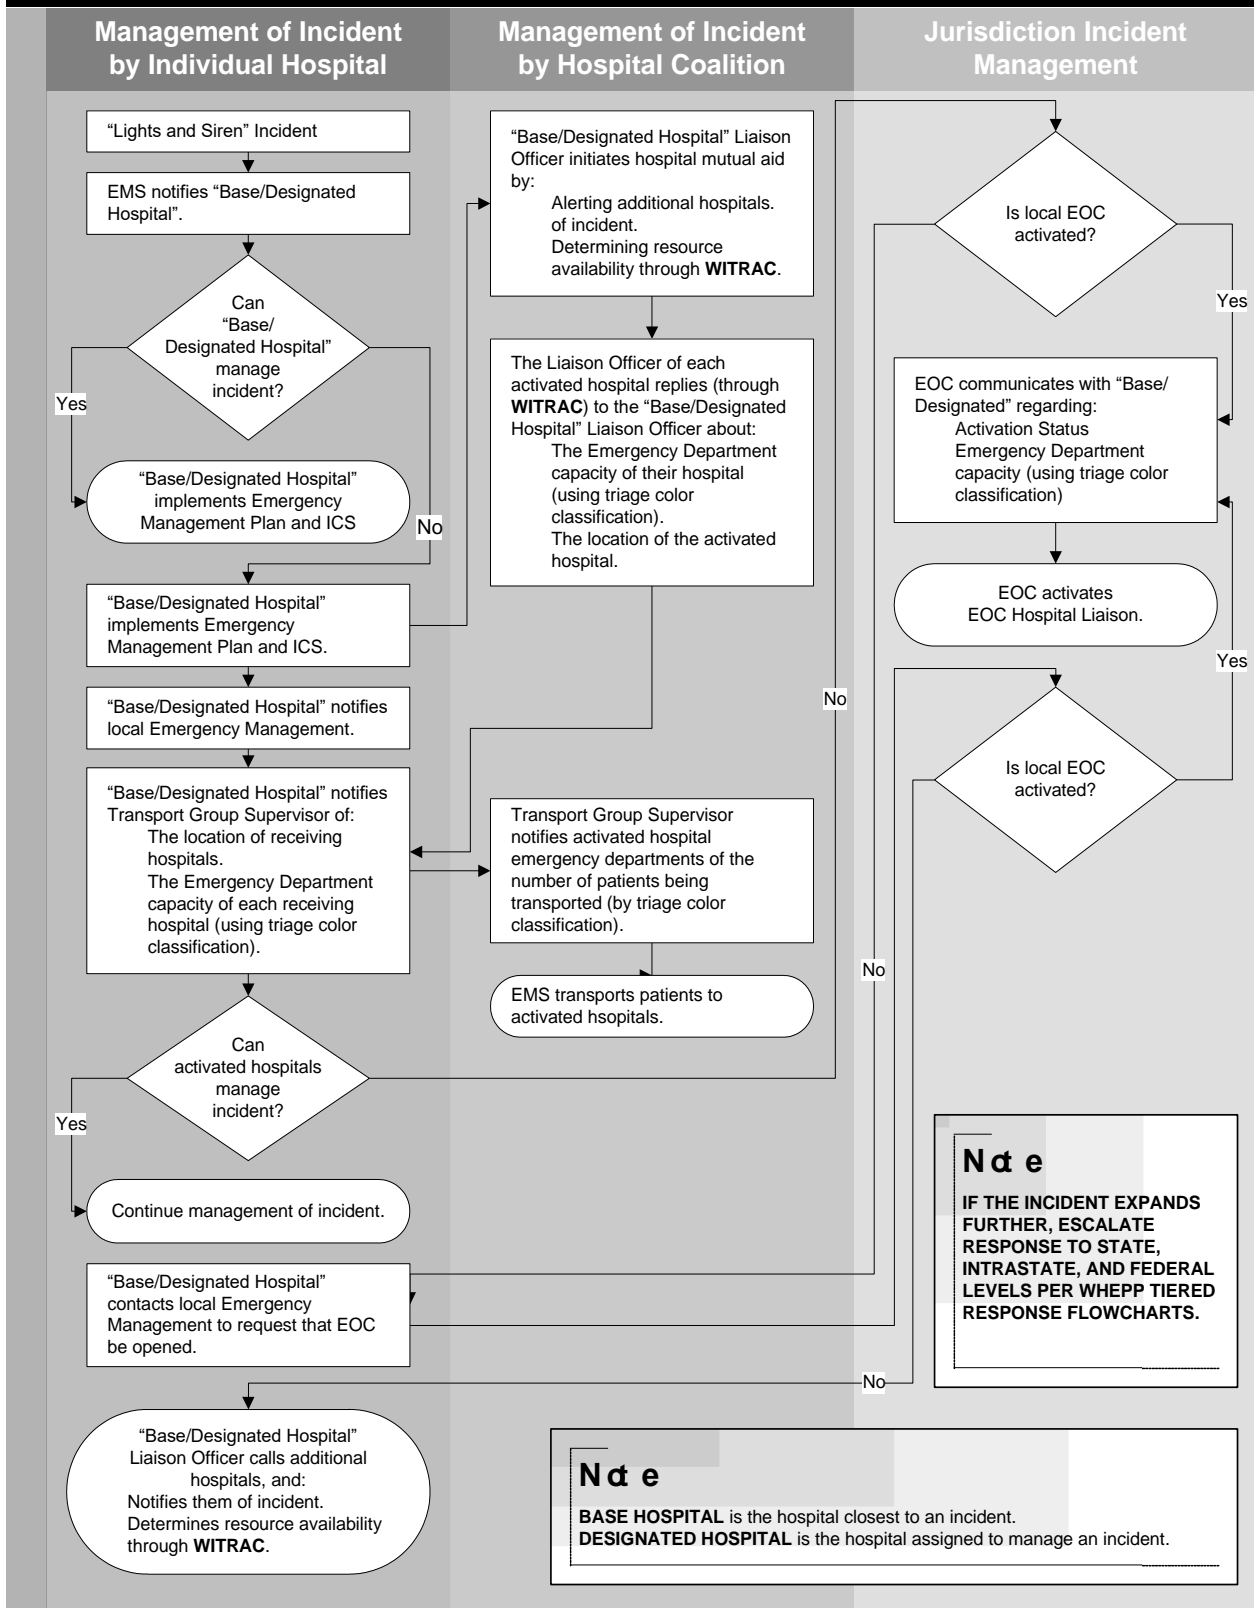 Management of Incident
by Individual Hospital
Management of Incident
by Hospital Coalition
Jurisdiction Incident
Management
“Lights and Siren” Incident
EMS notifies “Base/Designated
Hospital”.
Can
“Base/
Designated Hospital”
manage
incident?
Yes
No
“Base/Designated Hospital”
implements Emergency
Management Plan and ICS
“Base/Designated Hospital”
implements Emergency
Management Plan and ICS.
“Base/Designated Hospital” notifies
local Emergency Management.
“Base/Designated Hospital” notifies
Transport Group Supervisor of:
The location of receiving
hospitals.
The Emergency Department
capacity of each receiving
hospital (using triage color
classification).
Can
activated hospitals
manage
incident?
Yes
Continue management of incident.
“Base/Designated Hospital”
contacts local Emergency
Management to request that EOC
be opened.
“Base/Designated Hospital”
Liaison Officer calls additional
hospitals, and:
Notifies them of incident.
Determines resource availability
through WITRAC.
“Base/Designated Hospital” Liaison
Officer initiates hospital mutual aid
by:
Alerting additional hospitals.
of incident.
Determining resource
availability through WITRAC.
The Liaison Officer of each
activated hospital replies (through
WITRAC) to the “Base/Designated
Hospital” Liaison Officer about:
The Emergency Department
capacity of their hospital
(using triage color
classification).
The location of the activated
hospital.
Transport Group Supervisor
notifies activated hospital
emergency departments of the
number of patients being
transported (by triage color
classification).
EMS transports patients to
activated hsopitals.
No
Is local EOC
activated?
Yes
EOC communicates with “Base/
Designated” regarding:
Activation Status
Emergency Department
capacity (using triage color
classification)
EOC activates
EOC Hospital Liaison.
Yes
Is local EOC
activated?
No
No
Note
IF THE INCIDENT EXPANDS
FURTHER, ESCALATE
RESPONSE TO STATE,
INTRASTATE, AND FEDERAL
LEVELS PER WHEPP TIERED
RESPONSE FLOWCHARTS.
Note
BASE HOSPITAL is the hospital closest to an incident.
DESIGNATED HOSPITAL is the hospital assigned to manage an incident.